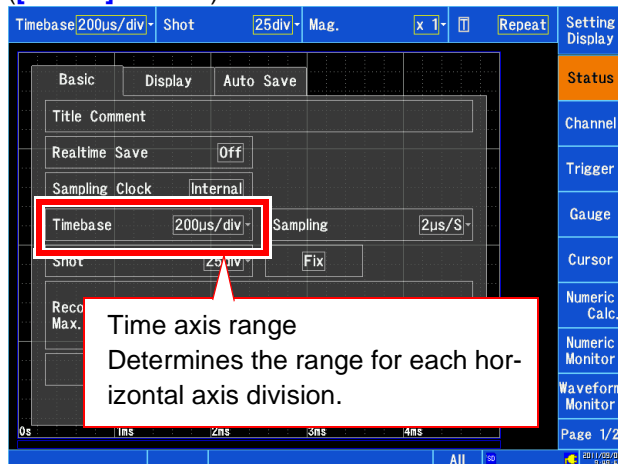 Timebase 200µs/div Shot 25div Mag. x 1 Repeat
Setting
Display
Basic Display Auto Save
Status
Title Comment
Channel
Realtime Save Off
Trigger
Sampling Clock Internal
Timebase 200µs/div Sampling 2µs/S
Gauge
Shot 25div Fix
Cursor
Numeric
Calc.
Max.
Numeric
Monitor
Time axis range
Determines the range for each hor-
izontal axis division.
Waveform
Monitor
0s 1ms 2ms 3ms 4ms
Page 1/2
All SD